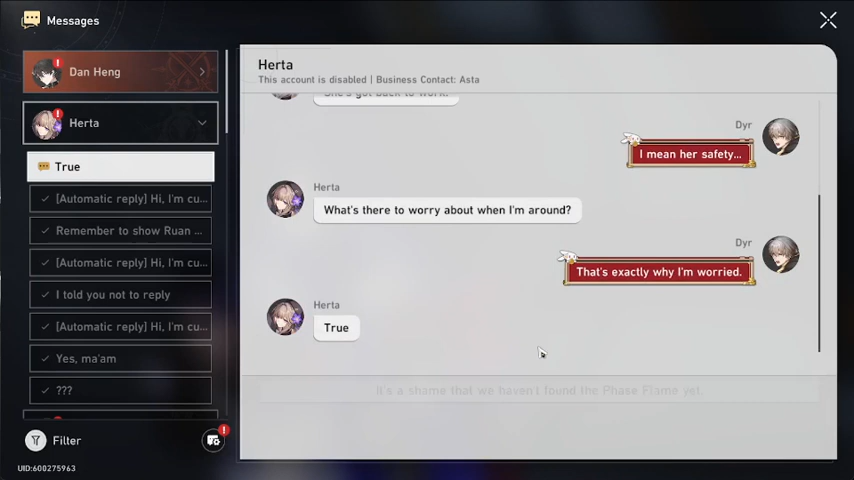 Messages
Dan Heng
Herta
True
[Automatic reply] Hi, I'm cu...
Remember to show Ruan ...
[Automatic reply] Hi, I'm cu...
I told you not to reply
[Automatic reply] Hi, I'm cu...
Yes, ma'am
???
Filter
UID:600275963
Herta
This account is disabled | Business Contact: Asta
She's got back to work.
Dyr
I mean her safety...
Herta
What's there to worry about when I'm around?
Dyr
That's exactly why I'm worried.
Herta
True
It's a shame that we haven't found the Phase Flame yet.